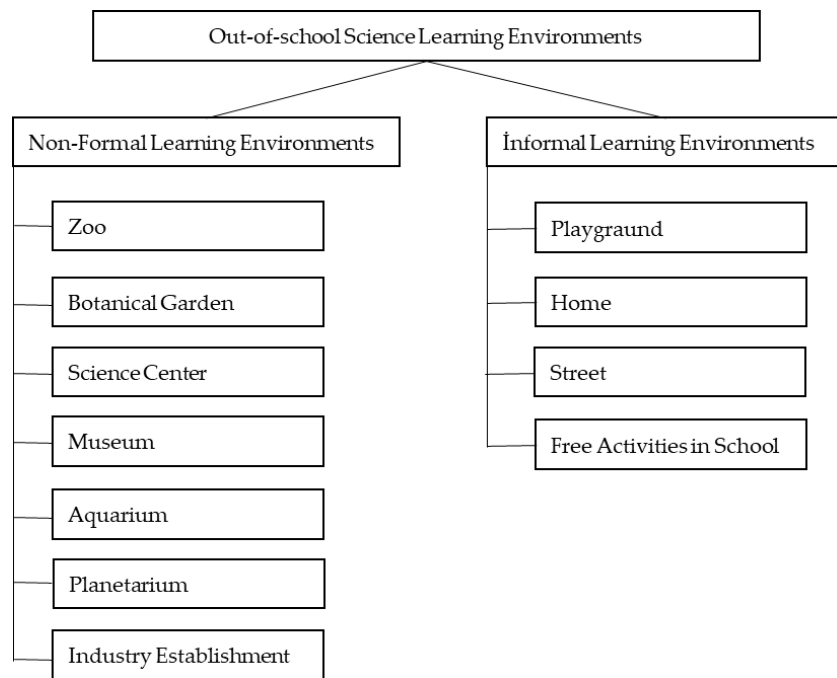 Out-of-school Science Learning Environments
Non-Formal Learning Environments
Zoo
Botanical Garden
Science Center
Museum
Aquarium
Planetarium
Industry Establishment
İnformal Learning Environments
Playgraund
Home
Street
Free Activities in School